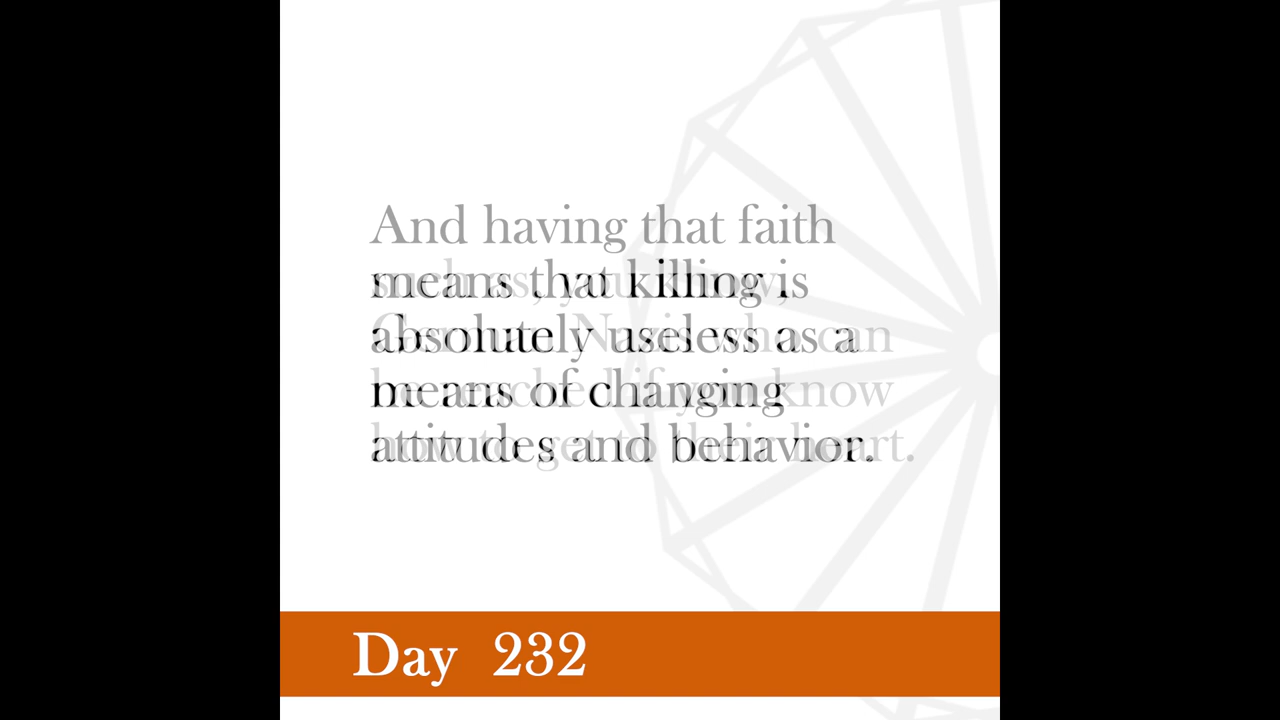 And having that faith
means that killing is
absolutely useless as a
means of changing
attitudes and behavior.
know
Day 232